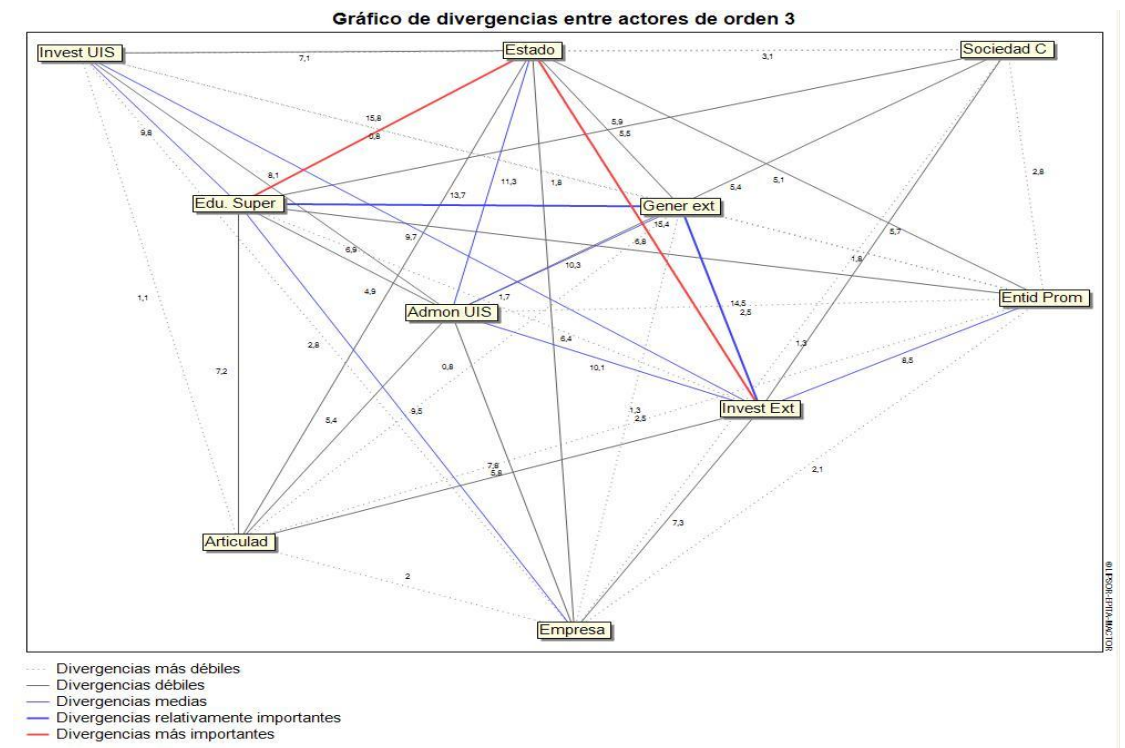 Gráfico de divergencias entre actores de orden 3
Invest UIS
Estado
Sociedad C
7,1
3,1
15,8
0,8
5,9
5,5
9,8
8,1
13,7
11,3
1,8
5,4
5,1
2,8
Edu. Super
Gener ext
15,4
6,8
5,7
9,7
6,9
10,3
1,8
4,9
1,7
1,1
14,5
2,5
Entid Prom
Admon UIS
6,4
1,3
2,8
7,2
0,8
10,1
8,5
Invest Ext
5,4
9,5
1,3
2,5
7,8
5,8
2,1
7,3
Articulad
2
Empresa
© LIPSOR-EPITA-MACTOR
Divergencias más débiles
Divergencias débiles
Divergencias medias
Divergencias relativamente importantes
Divergencias más importantes